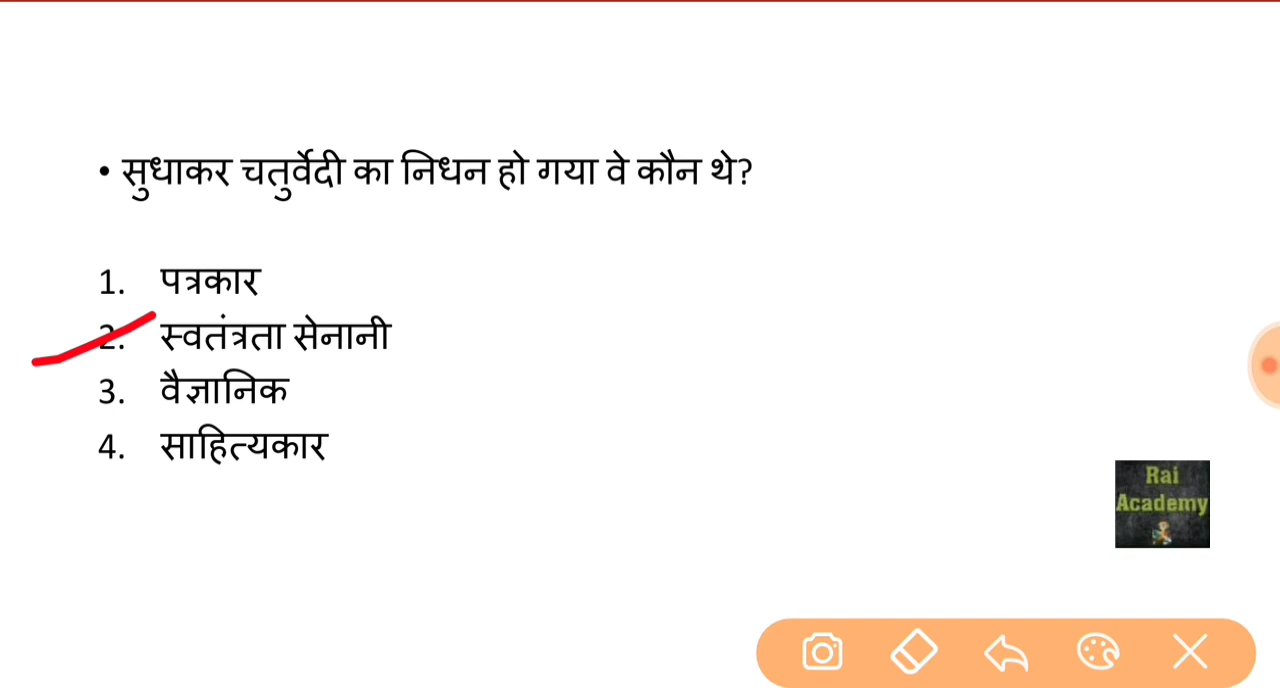 • सुधाकर चतुर्वेदी का निधन हो गया वे कौन थे?
1. पत्रकार
2. स्वतंत्रता सेनानी
3. वैज्ञानिक
4. साहित्यकार
Rai
Academy